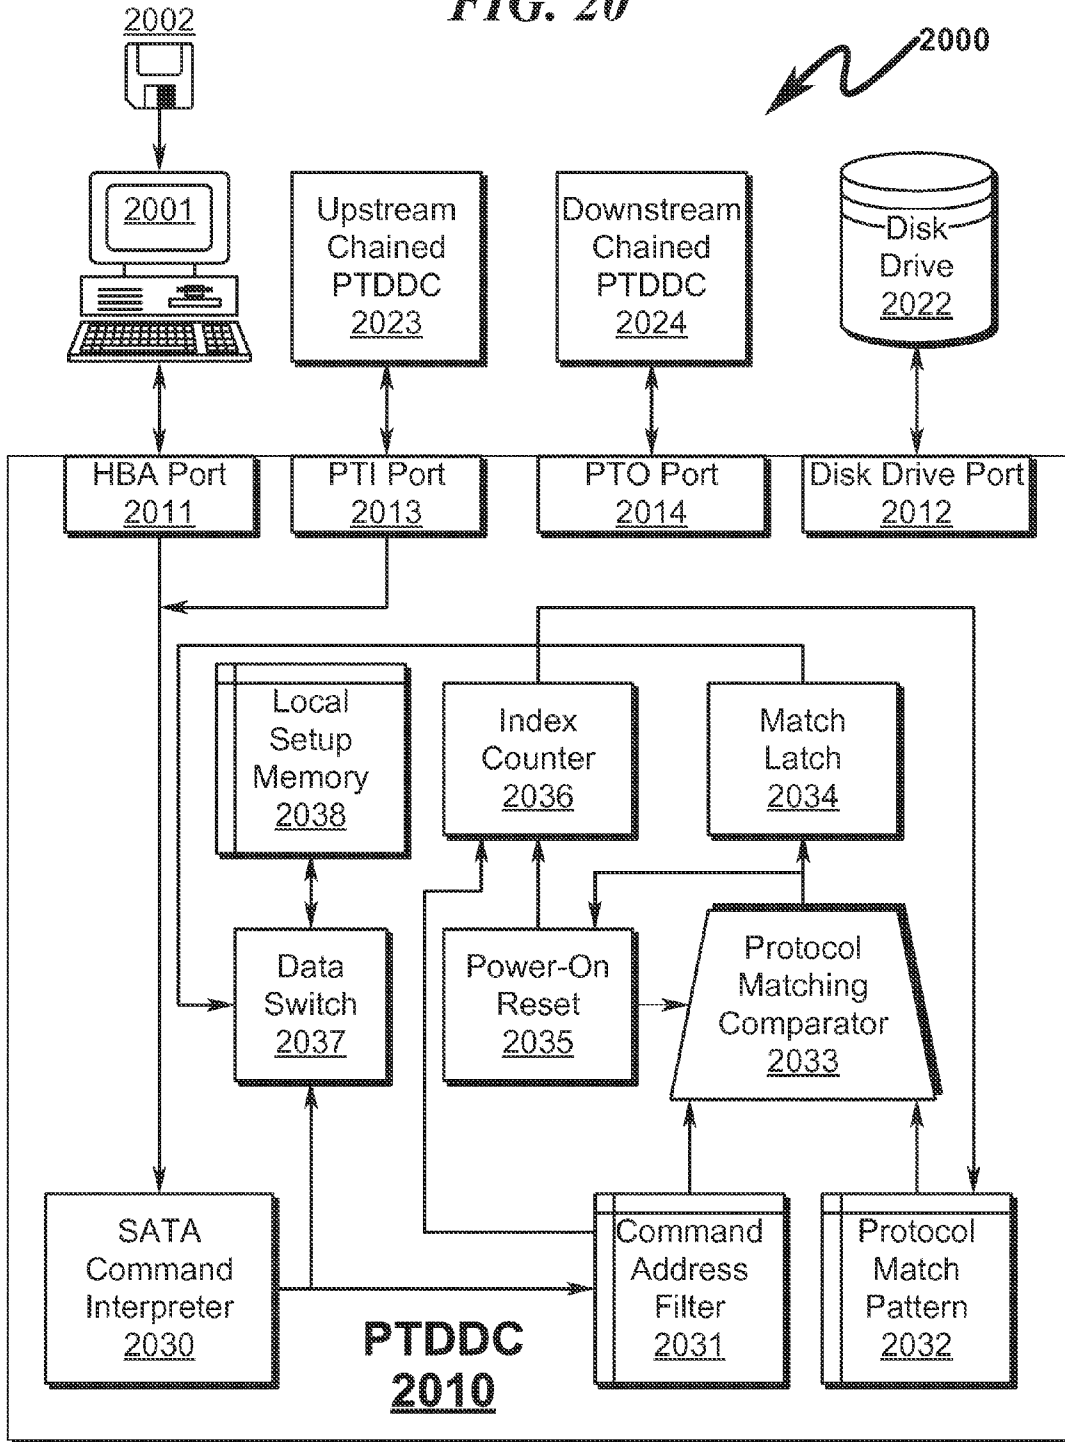 FIG. 20
2002
2000
2001
Upstream
Chained
PTDDC
2023
Downstream
Chained
PTDDC
2024
Disk
Drive
2022
HBA Port
2011
PTI Port
2013
PTO Port
2014
Disk Drive Port
2012
Local
Setup
Memory
2038
Index
Counter
2036
Match
Latch
2034
Data
Switch
2037
Power-On
Reset
2035
Protocol
Matching
Comparator
2033
SATA
Command
Interpreter
2030
Command
Address
Filter
2031
Protocol
Match
Pattern
2032
PTDDC
2010